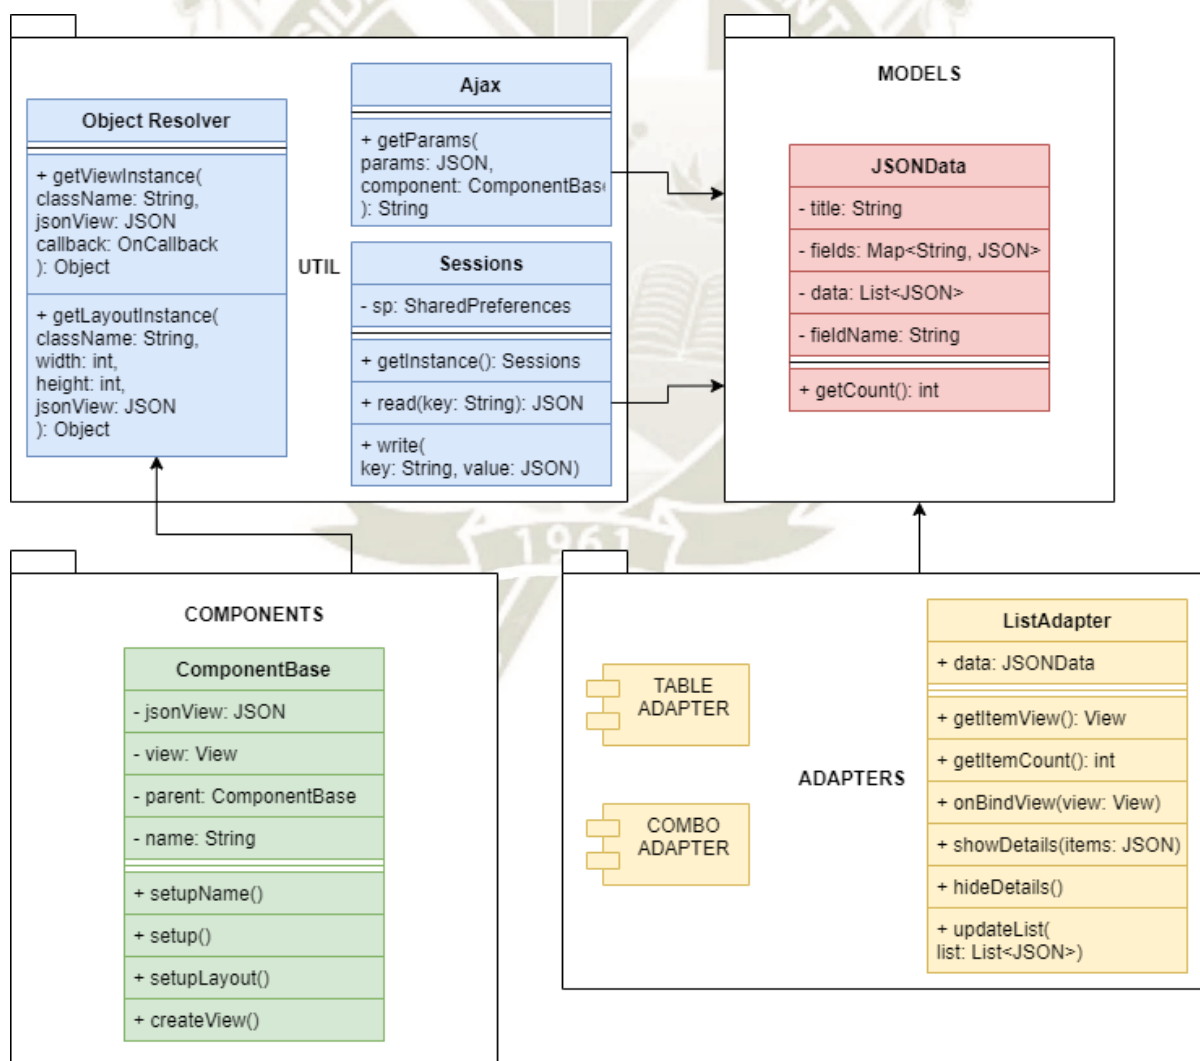 UTIL
Object Resolver
+ getViewInstance(
className: String,
jsonView: JSON
callback: OnCallback
): Object
+ getLayoutInstance(
className: String,
width: int,
height: int,
jsonView: JSON
): Object
Ajax
+ getParams(
params: JSON,
component: ComponentBase
): String
Sessions
- sp: SharedPreferences
+ getInstance(): Sessions
+ read(key: String): JSON
+ write(
key: String, value: JSON)
MODELS
JSONData
- title: String
- fields: Map<String, JSON>
- data: List<JSON>
- fieldName: String
+ getCount(): int
1961
COMPONENTS
ComponentBase
- jsonView: JSON
- view: View
- parent: ComponentBase
- name: String
+ setupName()
+ setup()
+ setupLayout()
+ createView()
ADAPTERS
TABLE
ADAPTER
COMBO
ADAPTER
ListAdapter
+ data: JSONData
+ getItemView(): View
+ getItemCount(): int
+ onBindView(view: View)
+ showDetails(items: JSON)
+ hideDetails()
+ updateList(
list: List<JSON>)